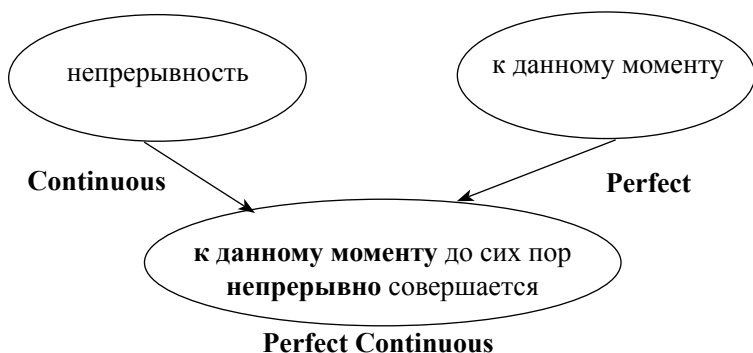 непрерывность
к данному моменту
Continuous
Perfect
к данному моменту до сих пор
непрерывно совершается
Perfect Continuous